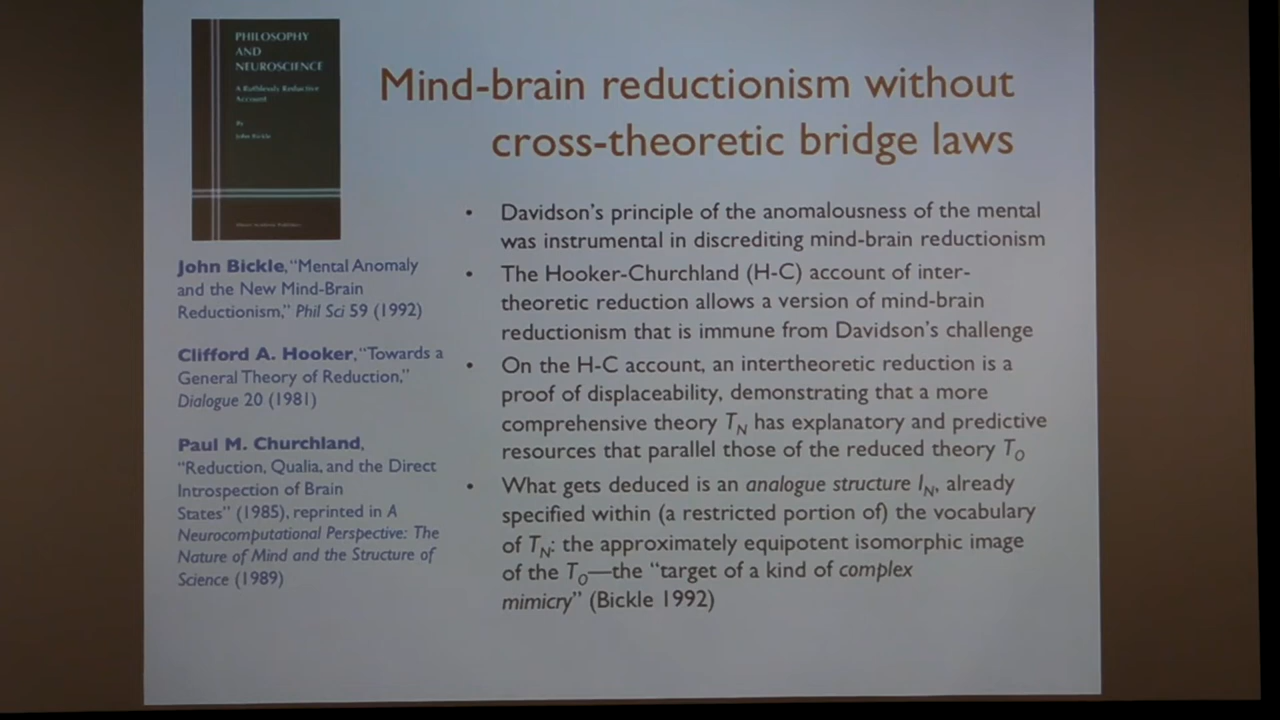 PHILOSOPHY
AND
NEUROSCIENCE
A Ruthlessly Reductive
Account
By
John Bickle
Mind-brain reductionism without
cross-theoretic bridge laws
John Bickle, “Mental Anomaly
and the New Mind-Brain
Reductionism,” Phil Sci 59 (1992)
Clifford A. Hooker, “Towards a
General Theory of Reduction,”
Dialogue 20 (1981)
Paul M. Churchland,
“Reduction, Qualia, and the Direct
Introspection of Brain
States” (1985), reprinted in A
Neurocomputational Perspective: The
Nature of Mind and the Structure of
Science (1989)
• Davidson’s principle of the anomalousness of the mental
was instrumental in discrediting mind-brain reductionism
• The Hooker-Churchland (H-C) account of inter-
theoretic reduction allows a version of mind-brain
reductionism that is immune from Davidson’s challenge
• On the H-C account, an intertheoretic reduction is a
proof of displaceability, demonstrating that a more
comprehensive theory TN has explanatory and predictive
resources that parallel those of the reduced theory TO
• What gets deduced is an analogue structure IN, already
specified within (a restricted portion of) the vocabulary
of TN: the approximately equipotent isomorphic image
of the TO—the “target of a kind of complex
mimicry” (Bickle 1992)